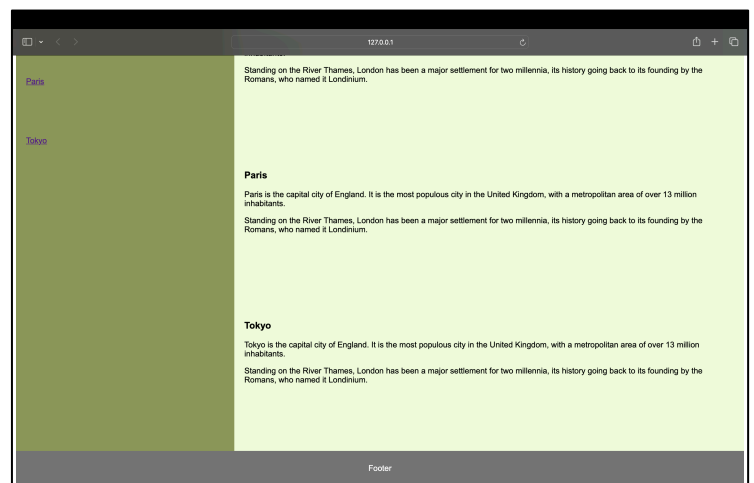 127.0.0.1
Paris
Tokyo
Standing on the River Thames, London has been a major settlement for two millennia, its history going back to its founding by the
Romans, who named it Londinium.
Paris
Paris is the capital city of England. It is the most populous city in the United Kingdom, with a metropolitan area of over 13 million
inhabitants.
Standing on the River Thames, London has been a major settlement for two millennia, its history going back to its founding by the
Romans, who named it Londinium.
Tokyo
Tokyo is the capital city of England. It is the most populous city in the United Kingdom, with a metropolitan area of over 13 million
inhabitants.
Standing on the River Thames, London has been a major settlement for two millennia, its history going back to its founding by the
Romans, who named it Londinium.
Footer